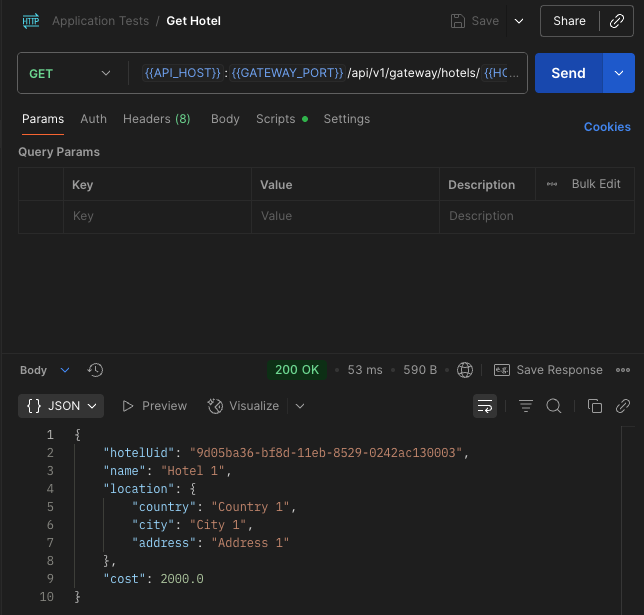 HTTP Application Tests / Get Hotel Save Share
GET {{API_HOST}} : {{GATEWAY_PORT}} /api/v1/gateway/hotels/ {{HO... Send
Params Auth Headers (8) Body Scripts Settings
Cookies
Query Params
Key Value Description Bulk Edit
Key Value Description
Body 200 OK 53 ms 590 B e.g. Save Response
{} JSON Preview Visualize
1 {
2 "hotelUid": "9d05ba36-bf8d-11eb-8529-0242ac130003",
3 "name": "Hotel 1",
4 "location": {
5 "country": "Country 1",
6 "city": "City 1",
7 "address": "Address 1"
8 },
9 "cost": 2000.0
10 }